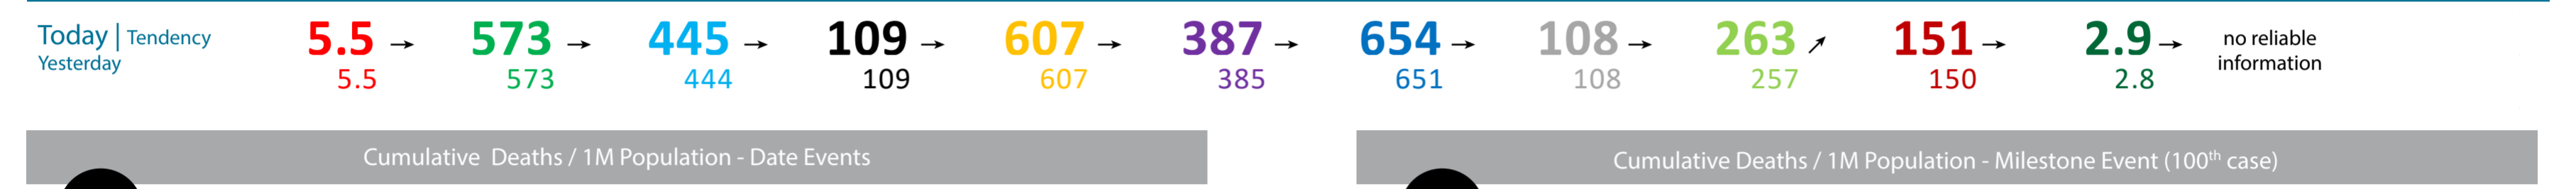 Today | Tendency 5.5 → 573 → 445 → 109 → 607 → 387 → 654 → 108 → 263 ↗ 151 → 2.9 → no reliable
Yesterday 5.5 573 444 109 607 385 651 108 257 150 2.8 information
Cumulative Deaths / 1M Population - Date Events
Cumulative Deaths / 1M Population - Milestone Event (100th case)